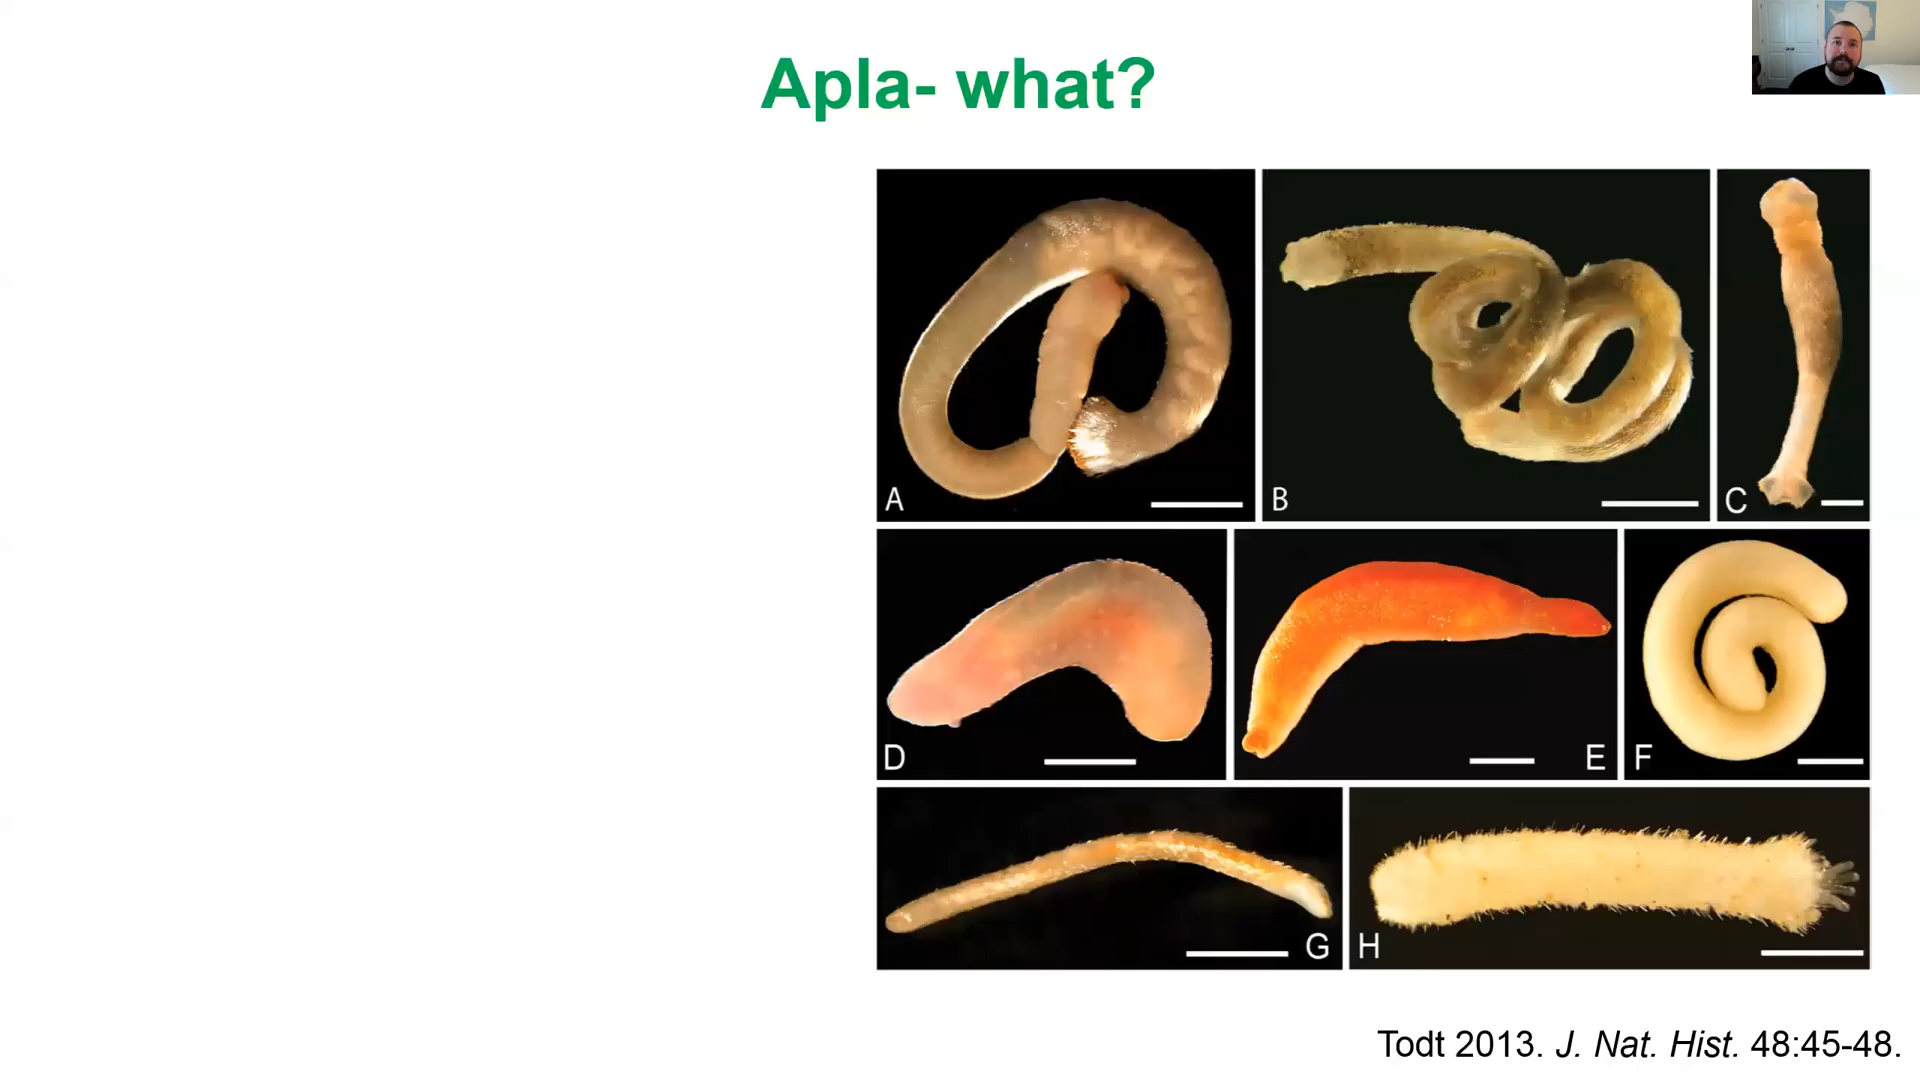 Apla- what?
A
B
C
D
E
F
G
H
Todt 2013. J. Nat. Hist. 48:45-48.